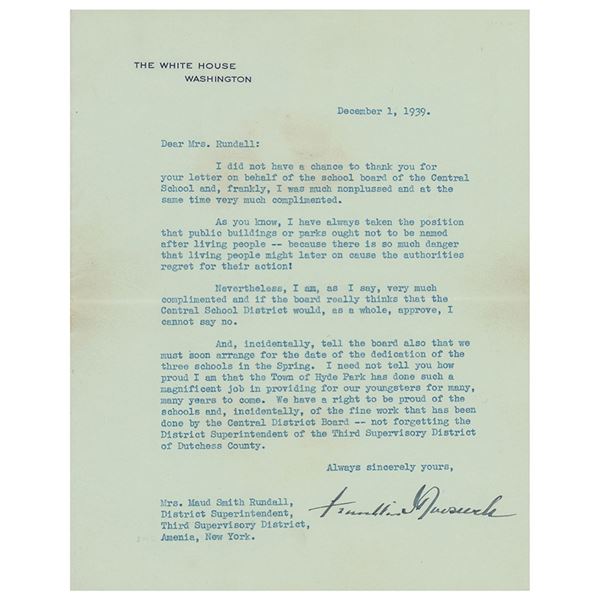 THE WHITE HOUSE
WASHINGTON
December 1, 1939.
Dear Mrs. Rundall:
I did not have a chance to thank you for
your letter on behalf of the school board of the Central
School and, frankly, I was much nonplussed and at the
same time very much complimented.
As you know, I have always taken the position
that public buildings or parks ought not to be named
after living people -- because there is so much danger
that living people might later on cause the authorities
regret for their action!
Nevertheless, I am, as I say, very much
complimented and if the board really thinks that the
Central School District would, as a whole, approve, I
cannot say no.
And, incidentally, tell the board also that we
must soon arrange for the date of the dedication of the
three schools in the Spring. I need not tell you how
proud I am that the Town of Hyde Park has done such a
magnificent job in providing for our youngsters for many,
many years to come. We have a right to be proud of the
schools and, incidentally, of the fine work that has been
done by the Central District Board -- not forgetting the
District Superintendent of the Third Supervisory District
of Dutchess County.
Always sincerely yours,
Franklin D Roosevelt
Mrs. Maud Smith Rundall,
District Superintendent,
Third Supervisory District,
Amenia, New York.